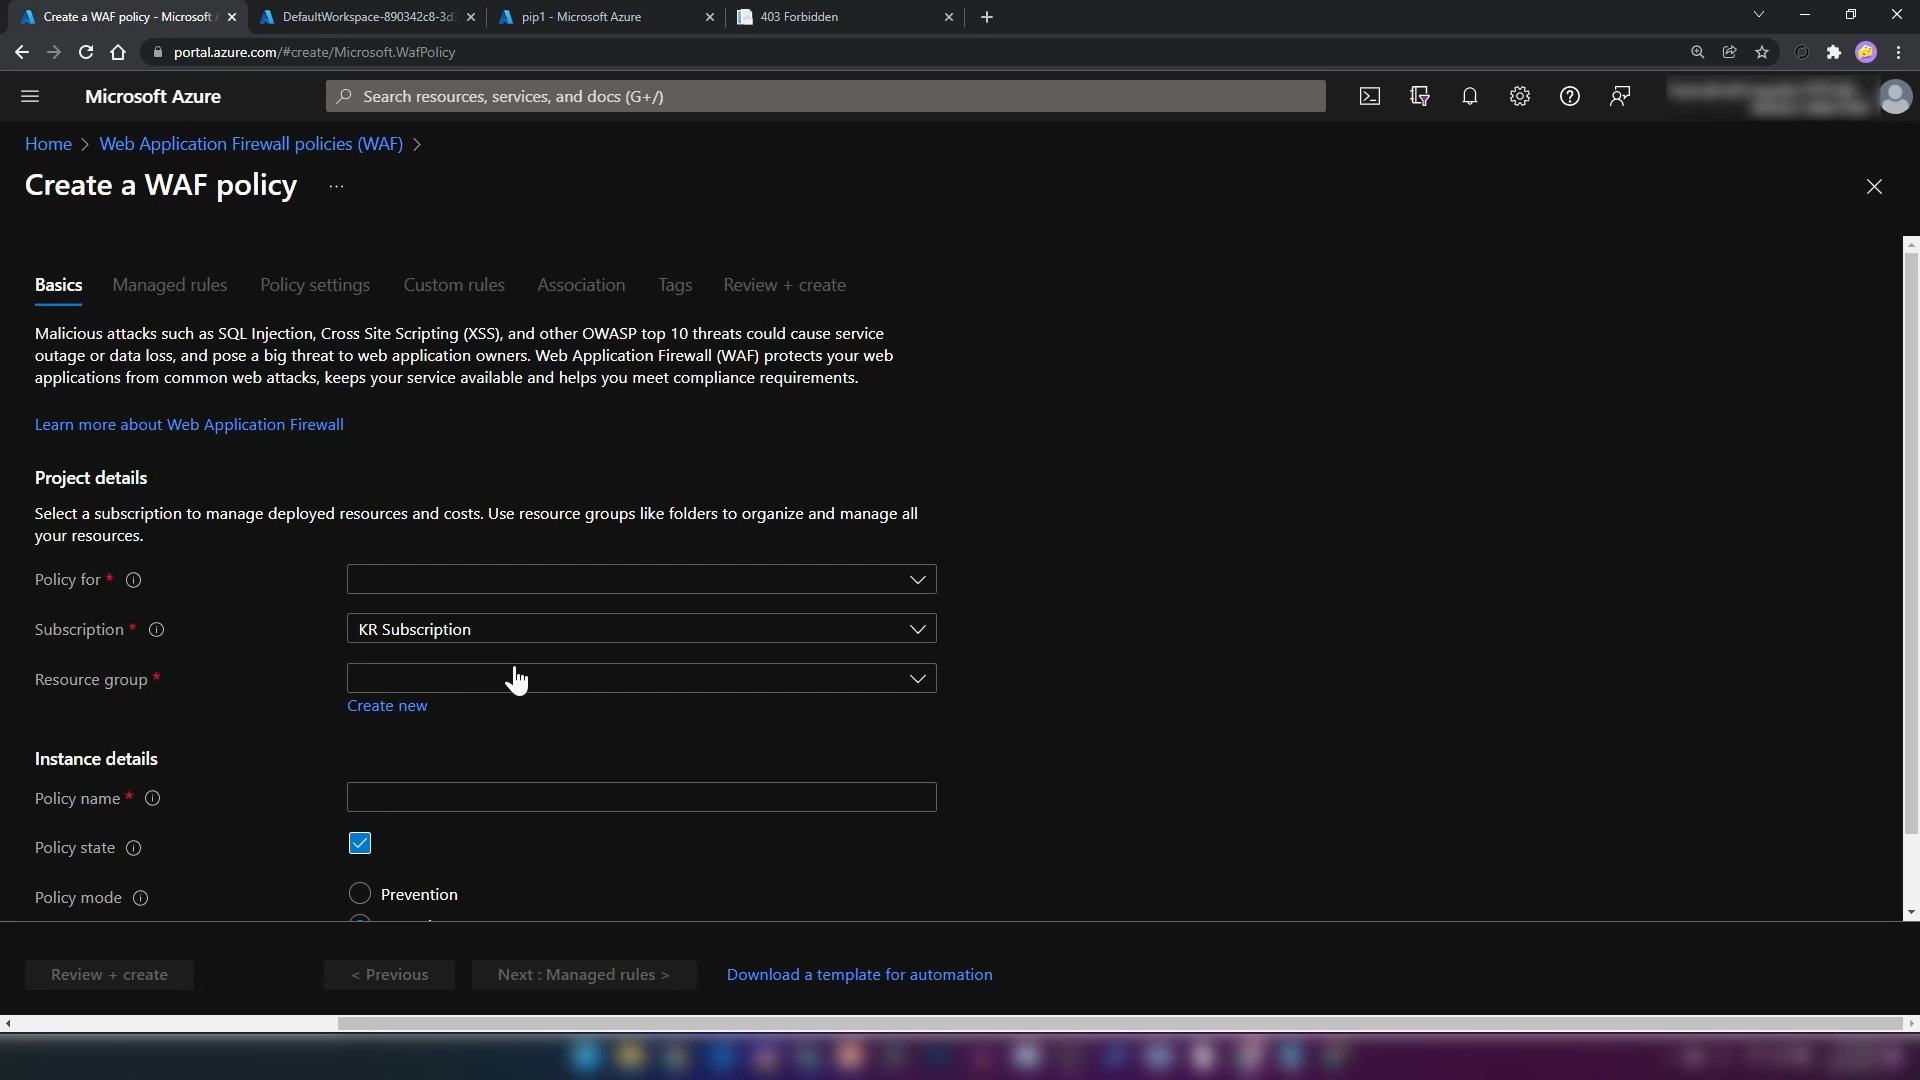 Create a WAF policy - Microsoft
DefaultWorkspace-890342c8-3d3
pip1 - Microsoft Azure
403 Forbidden
portal.azure.com/#create/Microsoft.WafPolicy
Microsoft Azure
Search resources, services, and docs (G+/)
Home > Web Application Firewall policies (WAF) >
Create a WAF policy ...
Basics
Managed rules
Policy settings
Custom rules
Association
Tags
Review + create
Malicious attacks such as SQL Injection, Cross Site Scripting (XSS), and other OWASP top 10 threats could cause service
outage or data loss, and pose a big threat to web application owners. Web Application Firewall (WAF) protects your web
applications from common web attacks, keeps your service available and helps you meet compliance requirements.
Learn more about Web Application Firewall
Project details
Select a subscription to manage deployed resources and costs. Use resource groups like folders to organize and manage all
your resources.
Policy for *
Subscription *
KR Subscription
Resource group *
Create new
Instance details
Policy name *
Policy state
Policy mode
Prevention
Review + create
< Previous
Next : Managed rules >
Download a template for automation